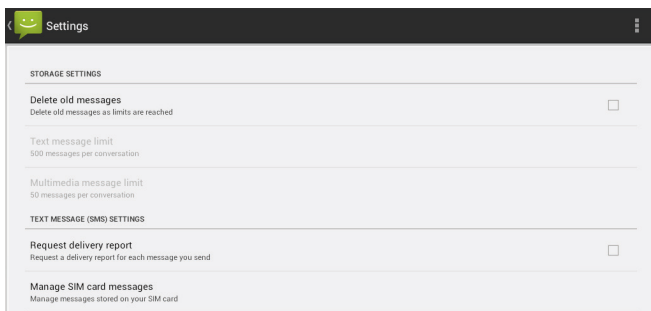 Settings
STORAGE SETTINGS
Delete old messages
Delete old messages as limits are reached
Text message limit
500 messages per conversation
Multimedia message limit
50 messages per conversation
TEXT MESSAGE (SMS) SETTINGS
Request delivery report
Request a delivery report for each message you send
Manage SIM card messages
Manage messages stored on your SIM card